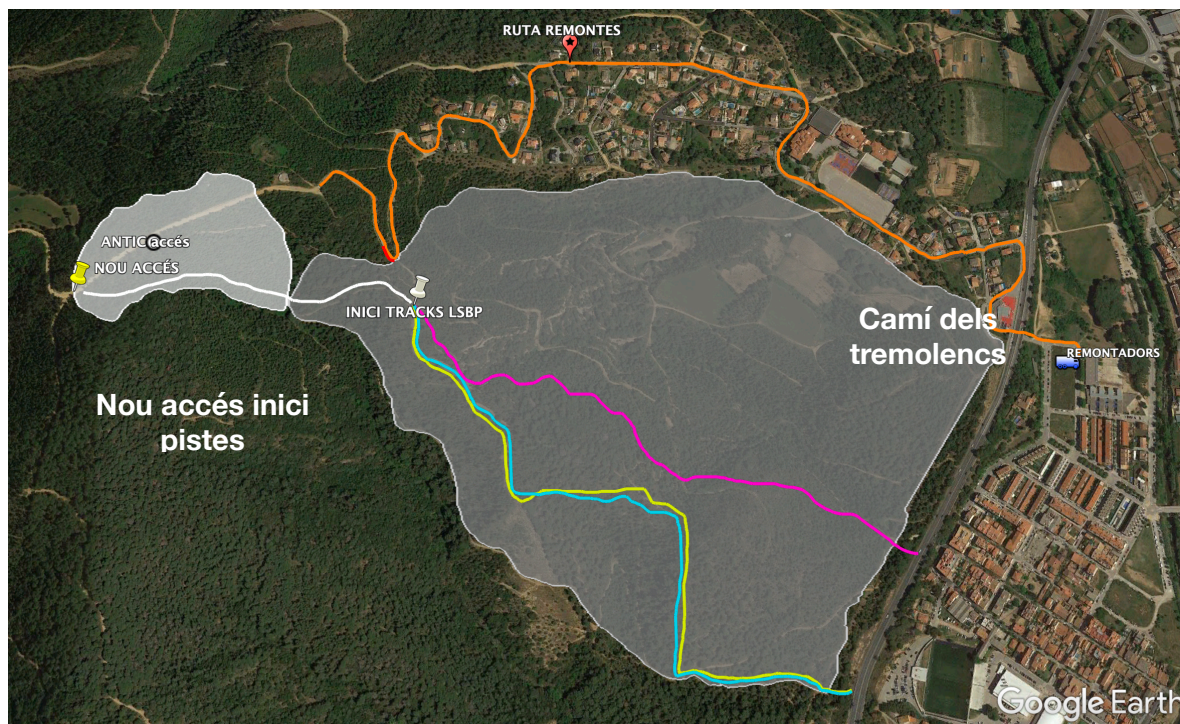 RUTA REMONTES
ANTIC accés
NOU ACCÉS
INICI TRACKS LSBP
Camí dels
tremolencs
REMONTADORS
Nou accés inici
pistes
Google Earth